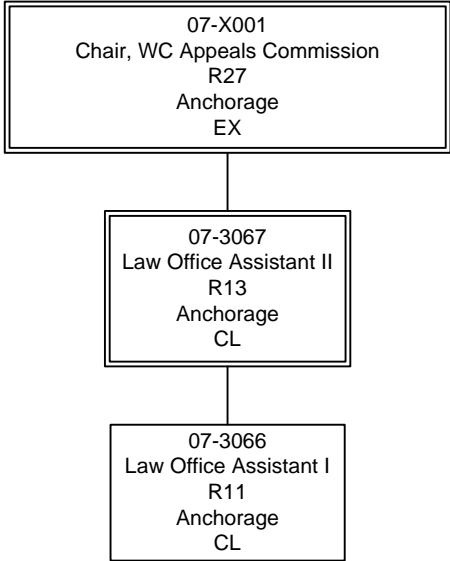 07-X001
Chair, WC Appeals Commission
R27
Anchorage
EX
07-3067
Law Office Assistant II
R13
Anchorage
CL
07-3066
Law Office Assistant I
R11
Anchorage
CL